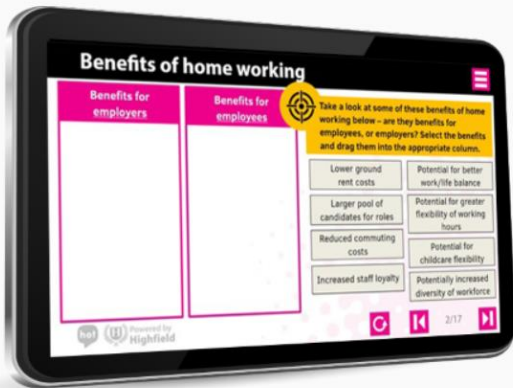 Benefits of home working
Benefits for
employers
Benefits for
employees
Take a look at some of these benefits of home
working below – are they benefits for
employees, or employers? Select the benefits
and drag them into the appropriate column.
Lower ground
rent costs
Potential for better
work/life balance
Larger pool of
candidates for roles
Potential for greater
flexibility of working
hours
Reduced commuting
costs
Potential for
childcare flexibility
Increased staff loyalty
Potentially increased
diversity of workforce
hot
Powered by
Highfield
2/17